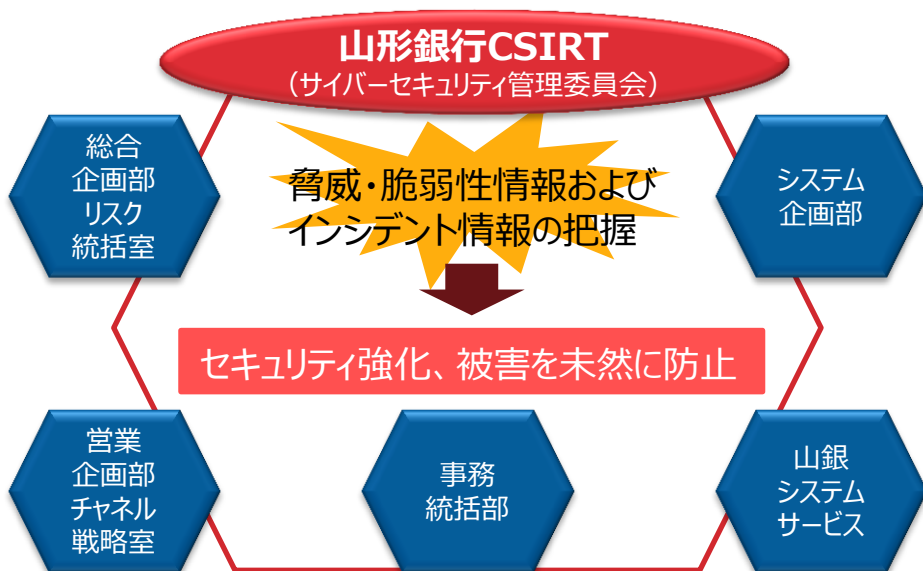 山形銀行CSIRT
（サイバーセキュリティ管理委員会）
総合
企画部
リスク
統括室
脅威・脆弱性情報および
インシデント情報の把握
システム
企画部
セキュリティ強化、被害を未然に防止
営業
企画部
チャネル
戦略室
事務
統括部
山銀
システム
サービス